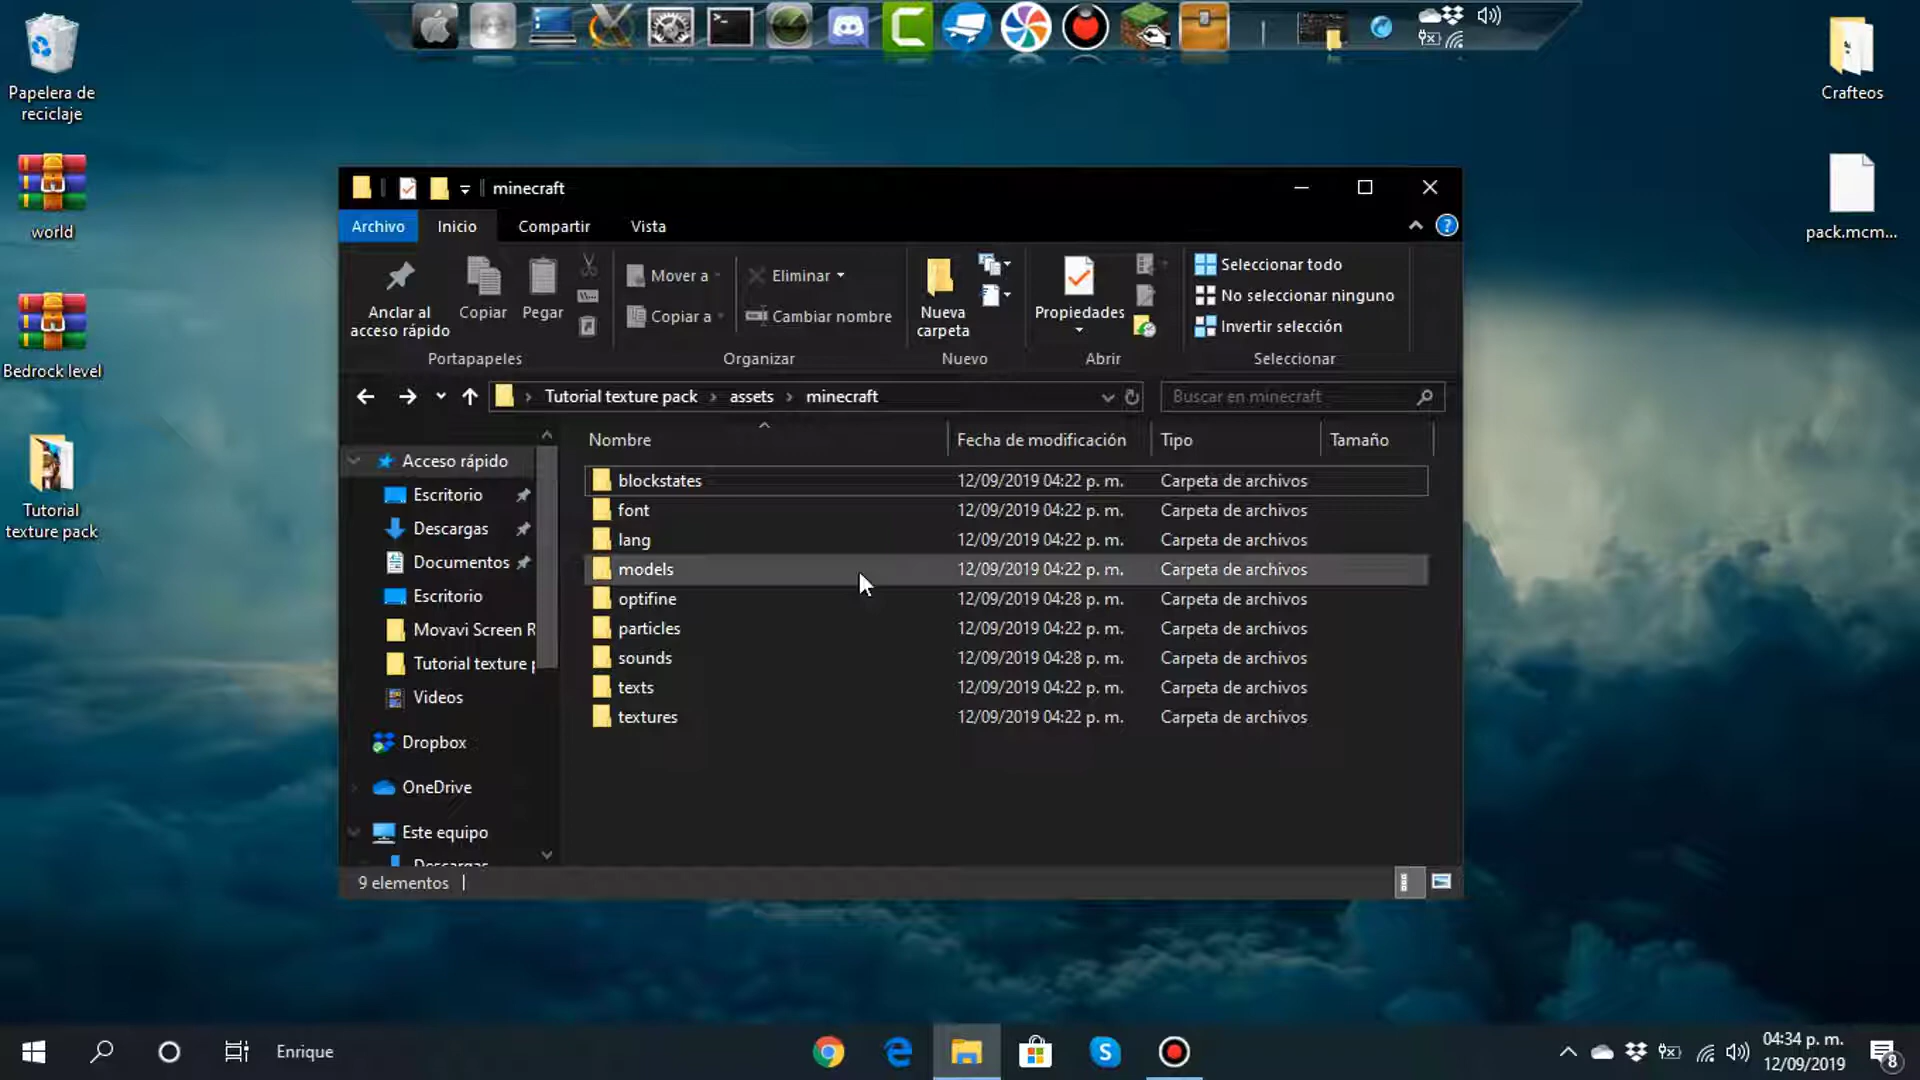 Papelera de
reciclaje
world
Bedrock level
Tutorial
texture pack
Crafteos
pack.mcm...
minecraft
Archivo
Inicio
Compartir
Vista
Anclar al
acceso rápido
Copiar
Pegar
Mover a
Copiar a
Eliminar
Cambiar nombre
Nueva
carpeta
Propiedades
Seleccionar todo
No seleccionar ninguno
Invertir selección
Portapapeles
Organizar
Nuevo
Abrir
Seleccionar
Tutorial texture pack > assets > minecraft
Buscar en minecraft
Nombre
Fecha de modificación
Tipo
Tamaño
Acceso rápido
Escritorio
Descargas
Documentos
Escritorio
Movavi Screen R
Tutorial texture p
Videos
Dropbox
OneDrive
Este equipo
Descargas
blockstates 12/09/2019 04:22 p. m. Carpeta de archivos
font 12/09/2019 04:22 p. m. Carpeta de archivos
lang 12/09/2019 04:22 p. m. Carpeta de archivos
models 12/09/2019 04:22 p. m. Carpeta de archivos
optifine 12/09/2019 04:28 p. m. Carpeta de archivos
particles 12/09/2019 04:22 p. m. Carpeta de archivos
sounds 12/09/2019 04:28 p. m. Carpeta de archivos
texts 12/09/2019 04:22 p. m. Carpeta de archivos
textures 12/09/2019 04:22 p. m. Carpeta de archivos
9 elementos
Enrique
04:34 p. m.
12/09/2019
8